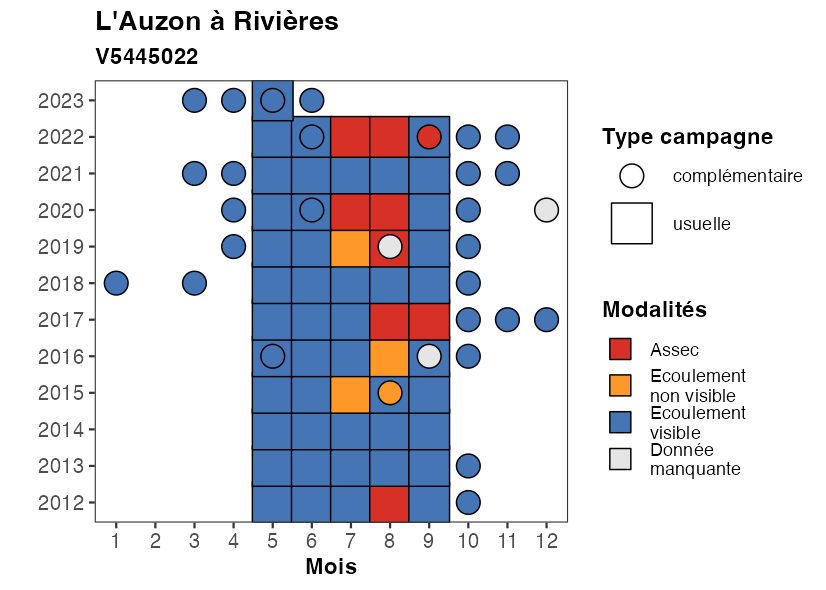 L'Auzon à Rivières
V5445022
2023
2022
2021
2020
2019
2018
2017
2016
2015
2014
2013
2012
1 2 3 4 5 6 7 8 9 10 11 12
Mois
Type campagne
complémentaire
usuelle
Modalités
Assec
Ecoulement
non visible
Ecoulement
visible
Donnée
manquante